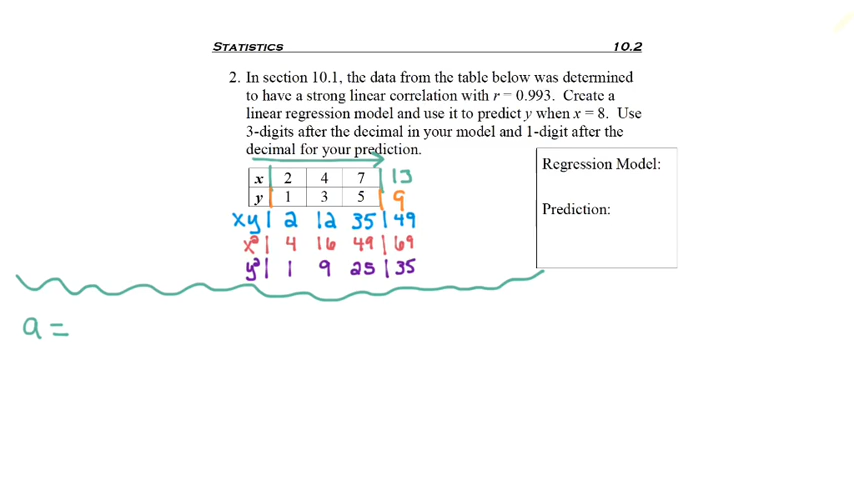 STATISTICS 10.2
2. In section 10.1, the data from the table below was determined
to have a strong linear correlation with r = 0.993. Create a
linear regression model and use it to predict y when x = 8. Use
3-digits after the decimal in your model and 1-digit after the
decimal for your prediction.
Regression Model:
x 2 4 7 | 13
y 1 3 5 | 9
Prediction:
xy | 2 12 35 | 49
x² | 4 16 49 | 69
y² | 1 9 25 | 35
a =